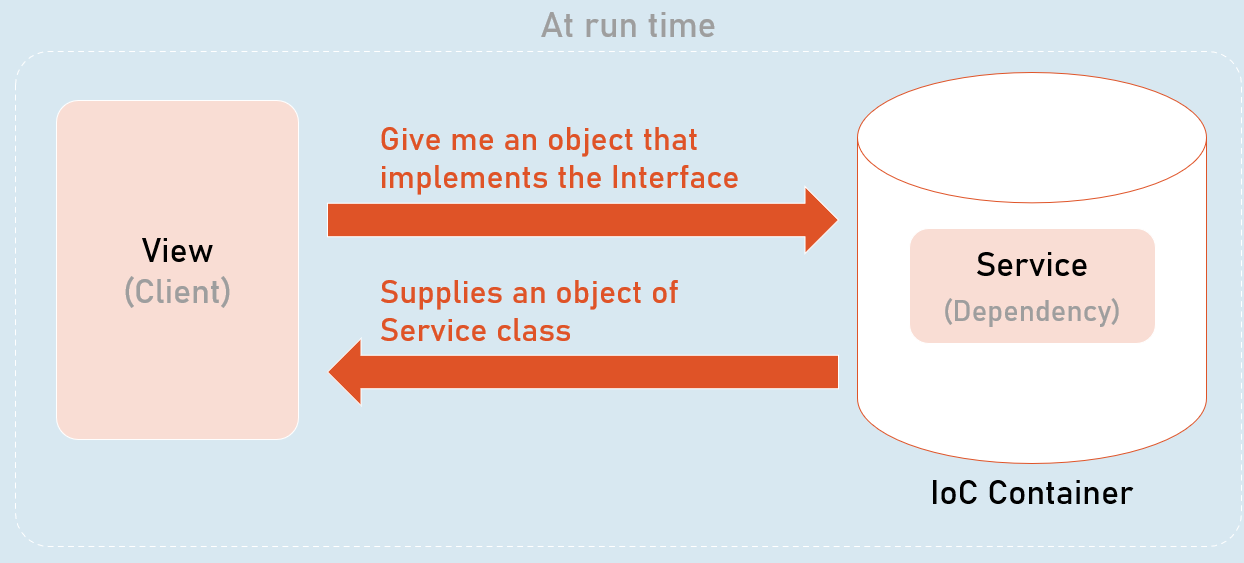 At run time
View
(Client)
Give me an object that
implements the Interface
Supplies an object of
Service class
Service
(Dependency)
IoC Container